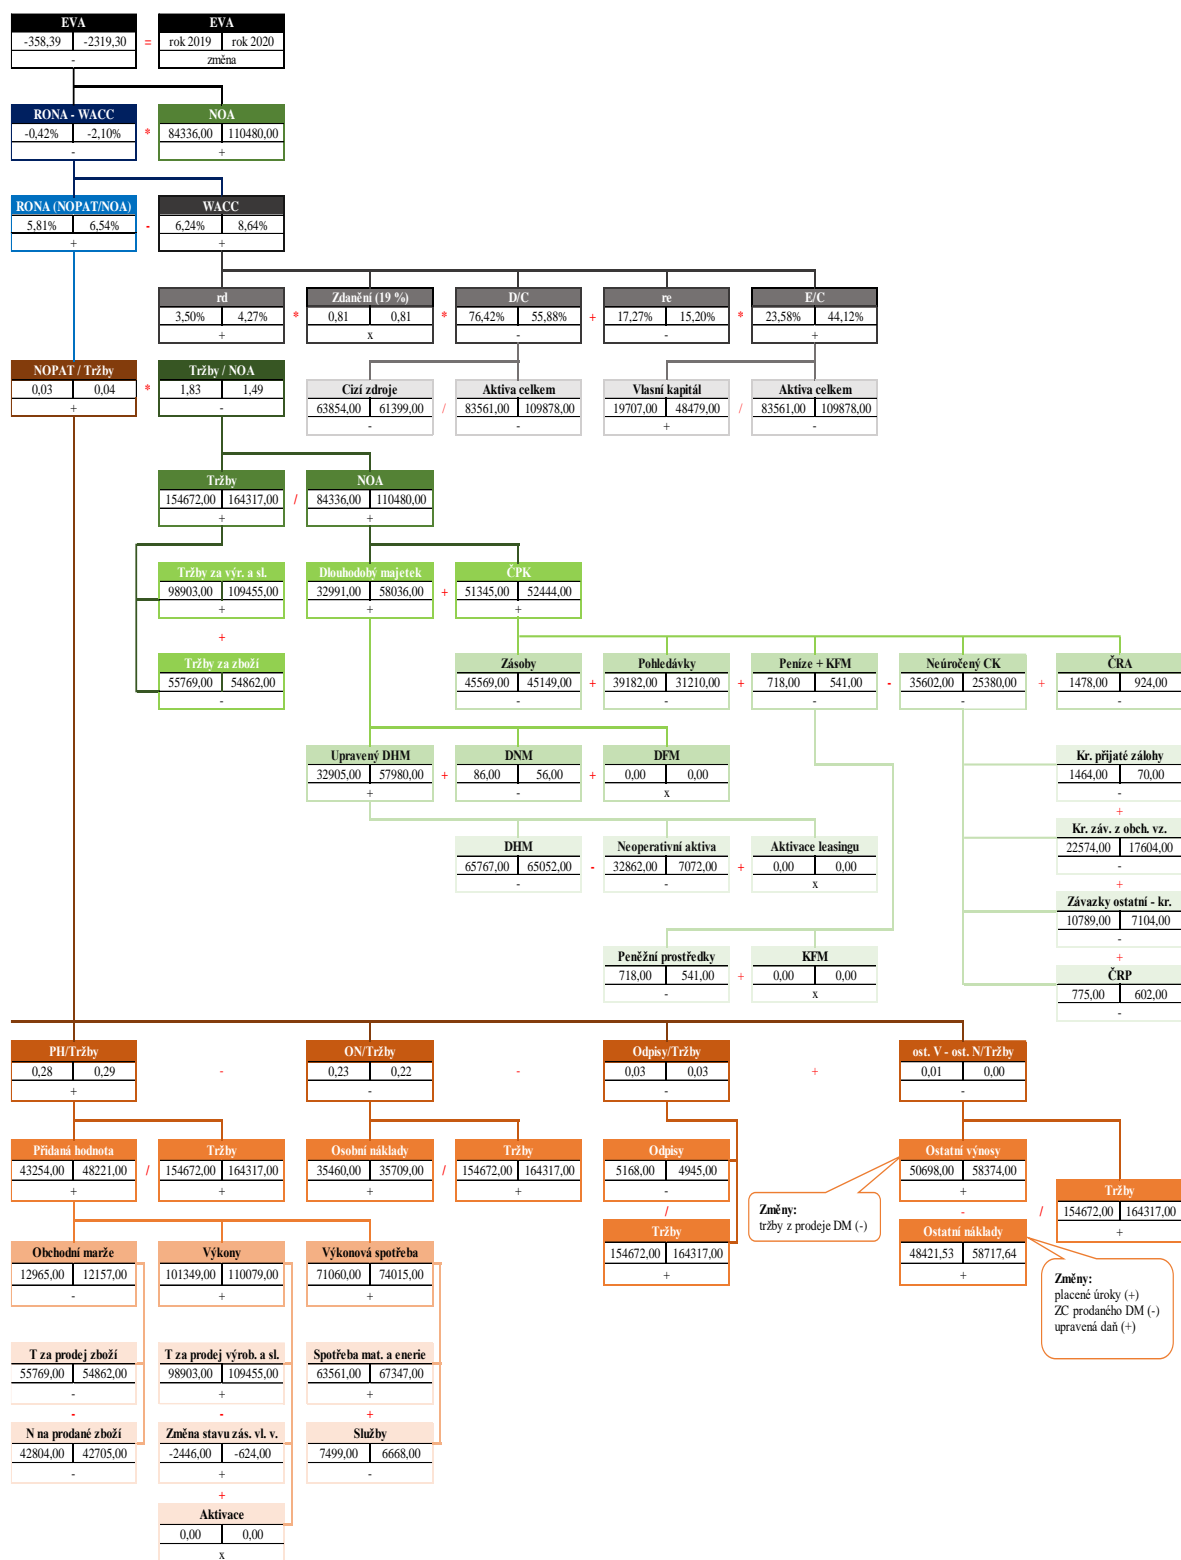 EVA EVA
-358,39 -2319,30 = rok 2019 rok 2020
- změna
RONA - WACC NOA
-0,42% -2,10% * 84336,00 110480,00
- +
RONA (NOPAT/NOA) WACC
5,81% 6,54% - 6,24% 8,64%
+ +
rd Zdanění (19 %) D/C re E/C
3,50% 4,27% * 0,81 0,81 * 76,42% 55,88% + 17,27% 15,20% * 23,58% 44,12%
+ x - - +
NOPAT / Tržby Tržby / NOA
0,03 0,04 * 1,83 1,49
+ -
Cizí zdroje Aktiva celkem Vlasní kapitál Aktiva celkem
63854,00 61399,00 / 83561,00 109878,00 19707,00 48479,00 / 83561,00 109878,00
- - + -
Tržby NOA
154672,00 164317,00 / 84336,00 110480,00
+ +
Tržby za výr. a sl. Dlouhodobý majetek ČPK
98903,00 109455,00 32991,00 58036,00 + 51345,00 52444,00
+ + +
+
Tržby za zboží Zásoby Pohledávky Peníze + KFM Neúročený CK ČRA
55769,00 54862,00 45569,00 45149,00 + 39182,00 31210,00 + 718,00 541,00 - 35602,00 25380,00 + 1478,00 924,00
- - - - - -
Upravený DHM DNM DFM Kr. přijaté zálohy
32905,00 57980,00 + 86,00 56,00 + 0,00 0,00 1464,00 70,00
+ - x -
+
DHM Neoperativní aktiva Aktivace leasingu Kr. záv. z obch. vz.
65767,00 65052,00 - 32862,00 7072,00 + 0,00 0,00 22574,00 17604,00
- - x -
+
Závazky ostatní - kr.
10789,00 7104,00
-
+
Peněžní prostředky KFM ČRP
718,00 541,00 + 0,00 0,00 775,00 602,00
- x -
PH/Tržby ON/Tržby Odpisy/Tržby ost. V - ost. N/Tržby
0,28 0,29 - 0,23 0,22 - 0,03 0,03 + 0,01 0,00
+ - - -
Přidaná hodnota Tržby Osobní náklady Tržby Odpisy Ostatní výnosy
43254,00 48221,00 / 154672,00 164317,00 35460,00 35709,00 / 154672,00 164317,00 5168,00 4945,00 50698,00 58374,00
+ + + + - +
Tržby
154672,00 164317,00
+
/ - /
Změny:
tržby z prodeje DM (-)
Tržby Ostatní náklady
154672,00 164317,00 48421,53 58717,64
+ +
Změny:
placené úroky (+)
ZC prodaného DM (-)
upravená daň (+)
Obchodní marže Výkony Výkonová spotřeba
12965,00 12157,00 101349,00 110079,00 71060,00 74015,00
- + +
T za prodej zboží T za prodej výrob. a sl. Spotřeba mat. a enerie
55769,00 54862,00 98903,00 109455,00 63561,00 67347,00
- + +
- - +
N na prodané zboží Změna stavu zás. vl. v. Služby
42804,00 42705,00 -2446,00 -624,00 7499,00 6668,00
- + -
+
Aktivace
0,00 0,00
x